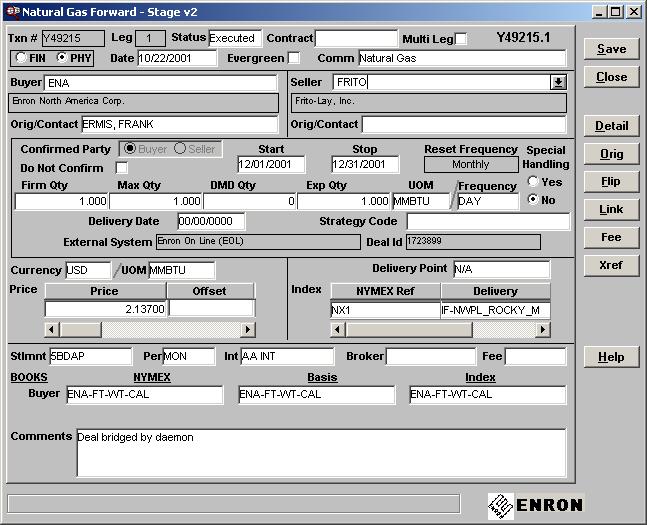 Natural Gas Forward - Stage v2
Txn # Y49215 Leg 1 Status Executed Contract Multi Leg Y49215.1
FIN PHY Date 10/22/2001 Evergreen Comm Natural Gas
Save
Close
Buyer ENA Seller FRITO
Enron North America Corp. Frito-Lay, Inc.
Orig/Contact ERMIS, FRANK Orig/Contact
Detail
Orig
Flip
Link
Fee
Xref
Help
Confirmed Party Buyer Seller Start Stop Reset Frequency Special Handling
Do Not Confirm 12/01/2001 12/31/2001 Monthly Yes
No
Firm Qty Max Qty DMD Qty Exp Qty UOM Frequency
1.000 1.000 0 1.000 MMBTU / DAY
Delivery Date 00/00/0000 Strategy Code
External System Enron On Line (EOL) Deal Id 1723899
Currency USD / UOM MMBTU Delivery Point N/A
Price Price Offset Index NYMEX Ref Delivery
2.13700 NX1 IF-NWPL_ROCKY_M
Stlmnt 5BDAP Per MON Int AA INT Broker Fee
BOOKS NYMEX Basis Index
Buyer ENA-FT-WT-CAL ENA-FT-WT-CAL ENA-FT-WT-CAL
Comments Deal bridged by daemon
ENRON